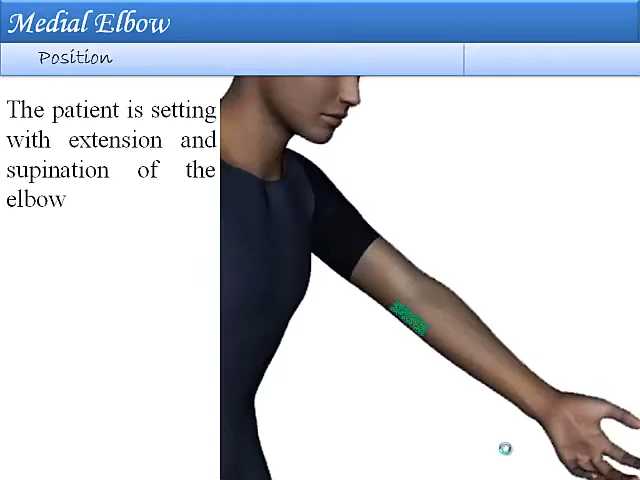 Medial Elbow
Position
The patient is setting
with extension and
supination of the
elbow